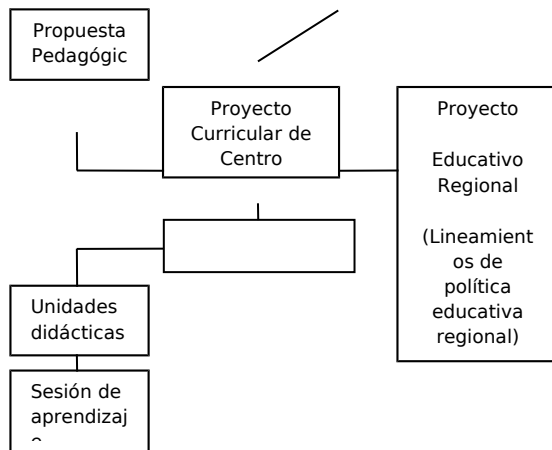 Propuesta
Pedagógic
Proyecto
Curricular de
Centro
Proyecto
Educativo
Regional
(Lineamient
os de
política
educativa
regional)
Unidades
didácticas
Sesión de
aprendizaj